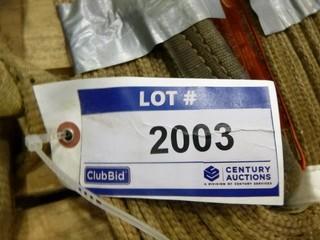 LOT #
2003
ClubBid
CENTURY
AUCTIONS
A DIVISION OF CENTURY SERVICES